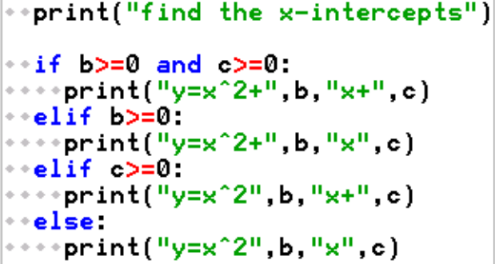 print("find the x-intercepts")
if b>=0 and c>=0:
print("y=x^2+",b,"x+",c)
elif b>=0:
print("y=x^2+",b,"x",c)
elif c>=0:
print("y=x^2",b,"x+",c)
else:
print("y=x^2",b,"x",c)